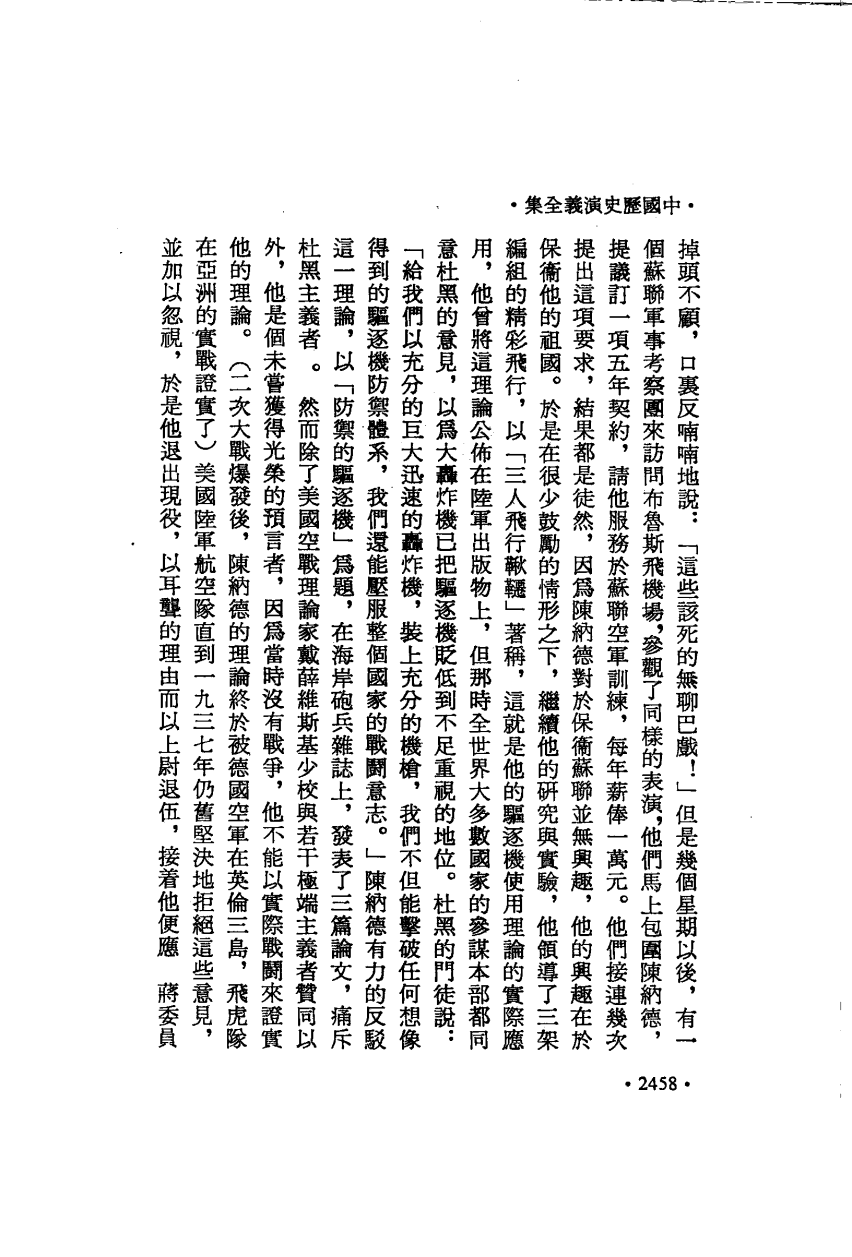 •集全義演史歷國中•
掉頭不顧，口裏反喃喃地說：「這些該死的無聊巴戲！」但是幾個星期以後，有一
個蘇聯軍事考察團來訪問布魯斯飛機場，參觀了同樣的表演，他們馬上包圍陳納德，
提議訂一項五年契約，請他服務於蘇聯空軍訓練，每年薪俸一萬元。他們接連幾次
提出這項要求，結果都是徒然，因爲陳納德對於保衞蘇聯並無興趣，他的興趣在於
保衞他的祖國。於是在很少鼓勵的情形之下，繼續他的硏究與實驗，他領導了三架
編組的精彩飛行，以「三人飛行鞦韆」著稱，這就是他的驅逐機使用理論的實際應
用，他曾將這理論公佈在陸軍出版物上，但那時全世界大多數國家的參謀本部都同
意杜黑的意見，以爲大轟炸機已把驅逐機貶低到不足重視的地位。杜黑的門徒說：
「給我們以充分的巨大迅速的轟炸機，裝上充分的機槍，我們不但能擊破任何想像
得到的驅逐機防禦體系，我們還能壓服整個國家的戰鬪意志。」陳納德有力的反駁
這一理論，以「防禦的驅逐機」爲題，在海岸砲兵雜誌上，發表了三篇論文，痛斥
杜黑主義者。然而除了美國空戰理論家戴薛維斯基少校與若干極端主義者贊同以
外，他是個未嘗獲得光榮的預言者，因爲當時沒有戰爭，他不能以實際戰鬪來證實
他的理論。（二次大戰爆發後，陳納德的理論終於被德國空軍在英倫三島，飛虎隊
在亞洲的實戰證實了）美國陸軍航空隊直到一九三七年仍舊堅決地拒絕這些意見，
並加以忽視，於是他退出現役，以耳聾的理由而以上尉退伍，接着他便應　蔣委員
•2458•